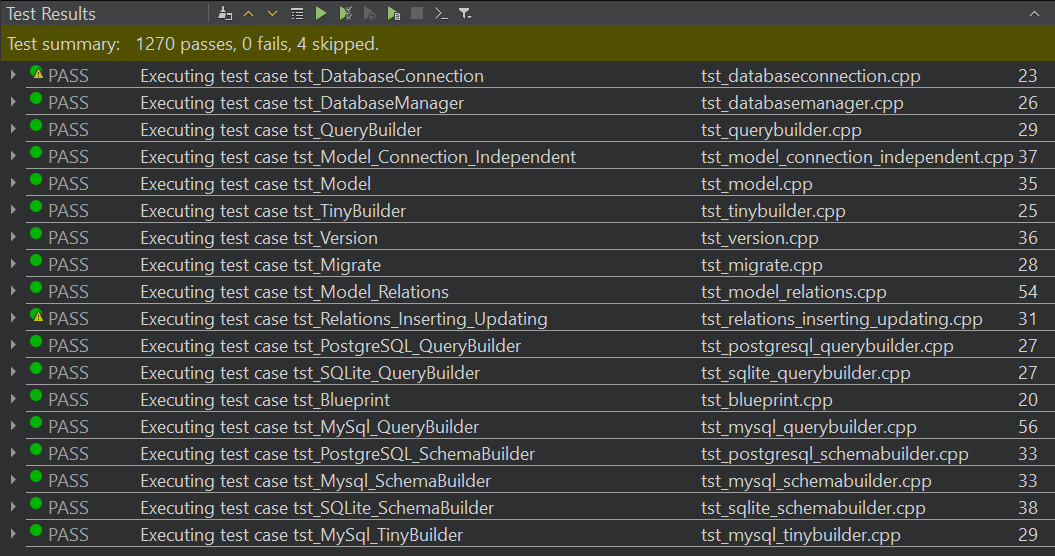 Test Results
Test summary: 1270 passes, 0 fails, 4 skipped.
PASS Executing test case tst_DatabaseConnection tst_databaseconnection.cpp 23
PASS Executing test case tst_DatabaseManager tst_databasemanager.cpp 26
PASS Executing test case tst_QueryBuilder tst_querybuilder.cpp 29
PASS Executing test case tst_Model_Connection_Independent tst_model_connection_independent.cpp 37
PASS Executing test case tst_Model tst_model.cpp 35
PASS Executing test case tst_TinyBuilder tst_tinybuilder.cpp 25
PASS Executing test case tst_Version tst_version.cpp 36
PASS Executing test case tst_Migrate tst_migrate.cpp 28
PASS Executing test case tst_Model_Relations tst_model_relations.cpp 54
PASS Executing test case tst_Relations_Inserting_Updating tst_relations_inserting_updating.cpp 31
PASS Executing test case tst_PostgreSQL_QueryBuilder tst_postgresql_querybuilder.cpp 27
PASS Executing test case tst_SQLite_QueryBuilder tst_sqlite_querybuilder.cpp 27
PASS Executing test case tst_Blueprint tst_blueprint.cpp 20
PASS Executing test case tst_MySql_QueryBuilder tst_mysql_querybuilder.cpp 56
PASS Executing test case tst_PostgreSQL_SchemaBuilder tst_postgresql_schemabuilder.cpp 33
PASS Executing test case tst_Mysql_SchemaBuilder tst_mysql_schemabuilder.cpp 33
PASS Executing test case tst_SQLite_SchemaBuilder tst_sqlite_schemabuilder.cpp 38
PASS Executing test case tst_MySql_TinyBuilder tst_mysql_tinybuilder.cpp 29